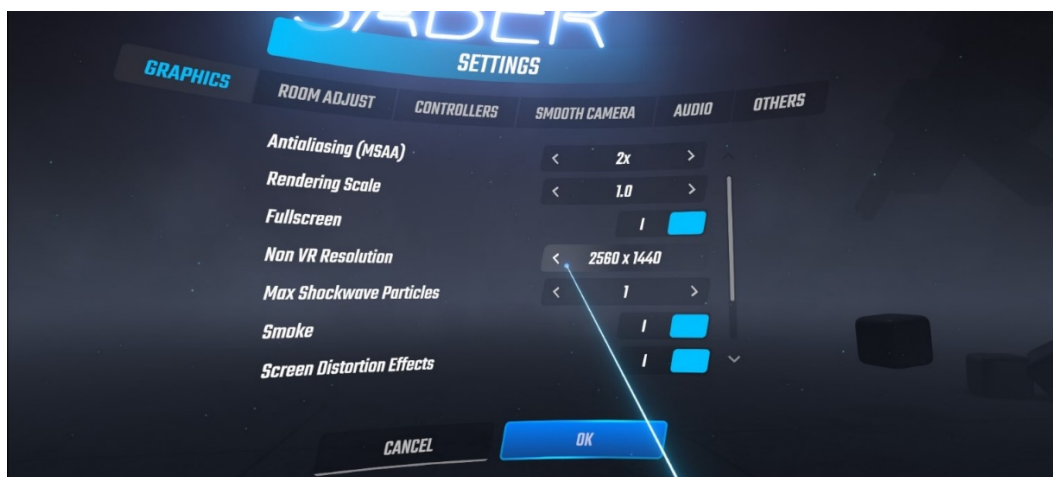 SABER
SETTINGS
GRAPHICS
ROOM ADJUST
CONTROLLERS
SMOOTH CAMERA
AUDIO
OTHERS
Antialiasing (MSAA)
< 2x >
Rendering Scale
< 1.0 >
Fullscreen
I
Non VR Resolution
< 2560 x 1440
Max Shockwave Particles
< 1 >
Smoke
I
Screen Distortion Effects
I
CANCEL
OK